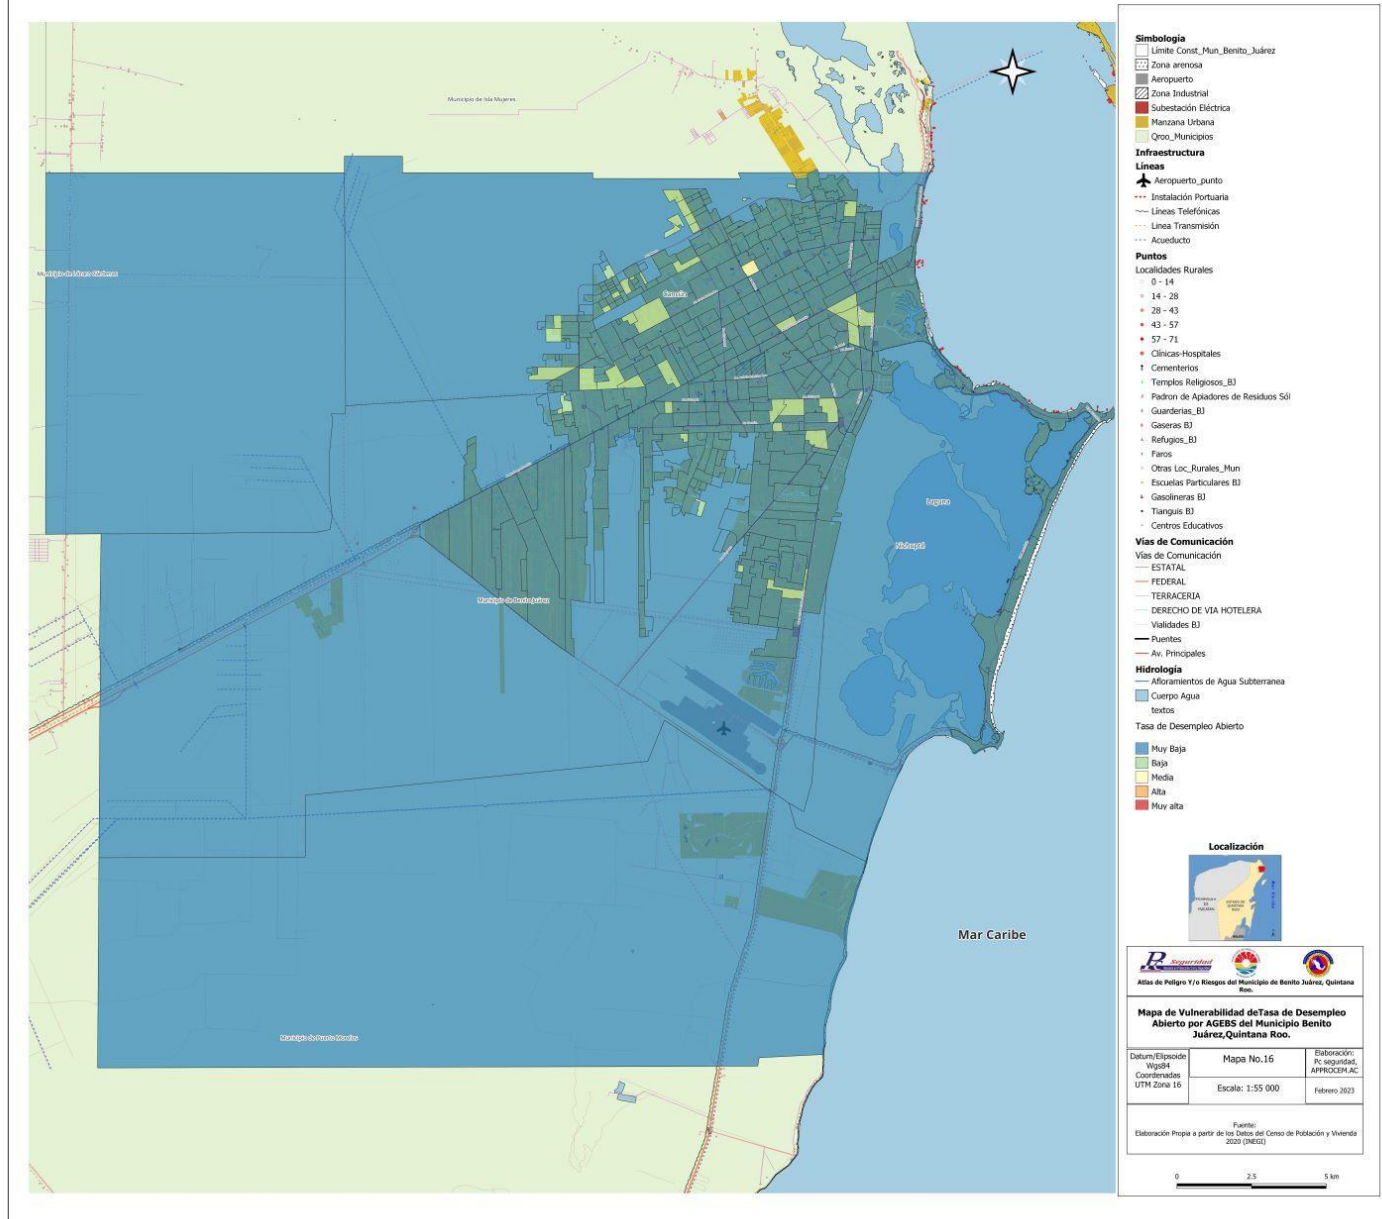 Municipio de Isla Mujeres
Municipio de Lázaro Cárdenas
Cancún
Laguna
Nichupté
Municipio de Benito Juárez
Mar Caribe
Municipio de Puerto Morelos
Simbología
Límite Const_Mun_Benito_Juárez
Zona arenosa
Aeropuerto
Zona Industrial
Subestación Eléctrica
Manzana Urbana
Qroo_Municipios
Infraestructura
Líneas
Aeropuerto_punto
Instalación Portuaria
Líneas Telefónicas
Linea Transmisión
Acueducto
Puntos
Localidades Rurales
0 - 14
14 - 28
28 - 43
43 - 57
57 - 71
Clínicas-Hospitales
Cementerios
Templos Religiosos_BJ
Padron de Apiadores de Residuos Sól
Guarderias_BJ
Gaseras BJ
Refugios_BJ
Faros
Otras Loc_Rurales_Mun
Escuelas Particulares BJ
Gasolineras BJ
Tianguis BJ
Centros Educativos
Vías de Comunicación
Vías de Comunicación
ESTATAL
FEDERAL
TERRACERIA
DERECHO DE VIA HOTELERA
Vialidades BJ
Puentes
Av. Principales
Hidrología
Afloramientos de Agua Subterranea
Cuerpo Agua
textos
Tasa de Desempleo Abierto
Muy Baja
Baja
Media
Alta
Muy alta
Localización
Seguridad
Atlas de Peligro Y/o Riesgos del Municipio de Benito Juárez, Quintana
Roo.
Mapa de Vulnerabilidad deTasa de Desempleo
Abierto por AGEBS del Municipio Benito
Juárez,Quintana Roo.
Datum/Elipsoide
Wgs84
Coordenadas
UTM Zona 16
Mapa No.16
Escala: 1:55 000
Elaboración:
Pc seguridad,
APPROCEM.AC
Febrero 2023
Fuente:
Elaboración Propia a partir de los Datos del Censo de Población y Vivienda
2020 (INEGI)
0 2.5 5 km